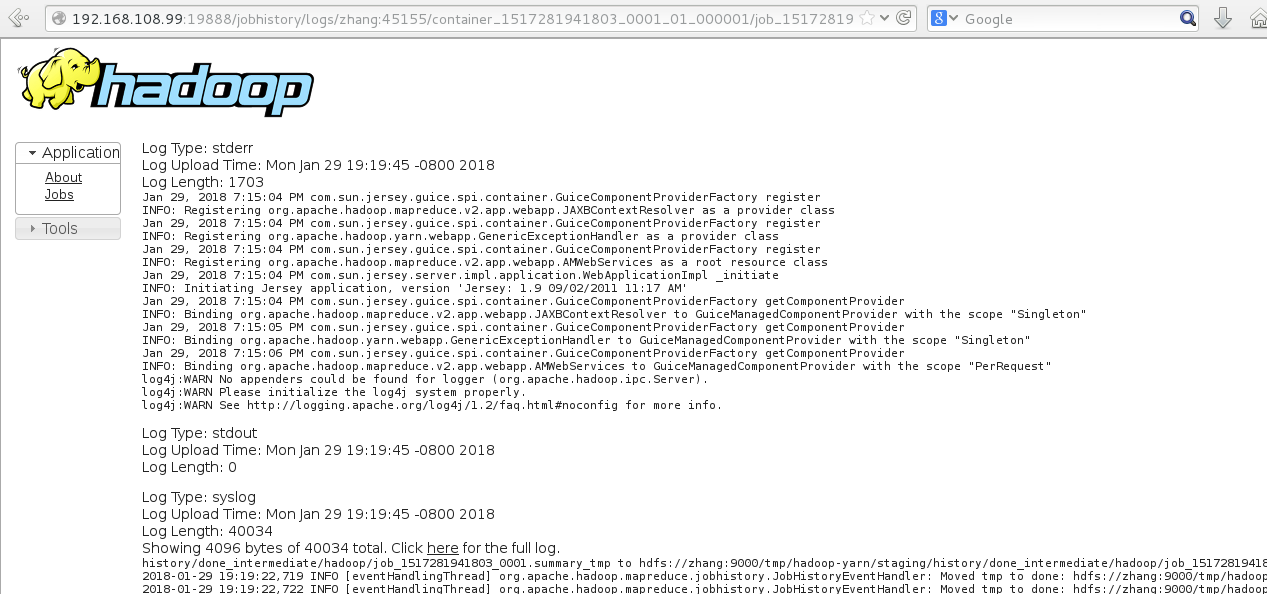 192.168.108.99:19888/jobhistory/logs/zhang:45155/container_1517281941803_0001_01_000001/job_15172819
Google
hadoop
Application
About
Jobs
Tools
Log Type: stderr
Log Upload Time: Mon Jan 29 19:19:45 -0800 2018
Log Length: 1703
Jan 29, 2018 7:15:04 PM com.sun.jersey.guice.spi.container.GuiceComponentProviderFactory register
INFO: Registering org.apache.hadoop.mapreduce.v2.app.webapp.JAXBContextResolver as a provider class
Jan 29, 2018 7:15:04 PM com.sun.jersey.guice.spi.container.GuiceComponentProviderFactory register
INFO: Registering org.apache.hadoop.yarn.webapp.GenericExceptionHandler as a provider class
Jan 29, 2018 7:15:04 PM com.sun.jersey.guice.spi.container.GuiceComponentProviderFactory register
INFO: Registering org.apache.hadoop.mapreduce.v2.app.webapp.AMWebServices as a root resource class
Jan 29, 2018 7:15:04 PM com.sun.jersey.server.impl.application.WebApplicationImpl _initiate
INFO: Initiating Jersey application, version 'Jersey: 1.9 09/02/2011 11:17 AM'
Jan 29, 2018 7:15:04 PM com.sun.jersey.guice.spi.container.GuiceComponentProviderFactory getComponentProvider
INFO: Binding org.apache.hadoop.mapreduce.v2.app.webapp.JAXBContextResolver to GuiceManagedComponentProvider with the scope "Singleton"
Jan 29, 2018 7:15:05 PM com.sun.jersey.guice.spi.container.GuiceComponentProviderFactory getComponentProvider
INFO: Binding org.apache.hadoop.yarn.webapp.GenericExceptionHandler to GuiceManagedComponentProvider with the scope "Singleton"
Jan 29, 2018 7:15:06 PM com.sun.jersey.guice.spi.container.GuiceComponentProviderFactory getComponentProvider
INFO: Binding org.apache.hadoop.mapreduce.v2.app.webapp.AMWebServices to GuiceManagedComponentProvider with the scope "PerRequest"
log4j:WARN No appenders could be found for logger (org.apache.hadoop.ipc.Server).
log4j:WARN Please initialize the log4j system properly.
log4j:WARN See http://logging.apache.org/log4j/1.2/faq.html#noconfig for more info.
Log Type: stdout
Log Upload Time: Mon Jan 29 19:19:45 -0800 2018
Log Length: 0
Log Type: syslog
Log Upload Time: Mon Jan 29 19:19:45 -0800 2018
Log Length: 40034
Showing 4096 bytes of 40034 total. Click here for the full log.
history/done_intermediate/hadoop/job_1517281941803_0001.summary_tmp to hdfs://zhang:9000/tmp/hadoop-yarn/staging/history/done_intermediate/hadoop/job_15172819418
2018-01-29 19:19:22,719 INFO [eventHandlingThread] org.apache.hadoop.mapreduce.jobhistory.JobHistoryEventHandler: Moved tmp to done: hdfs://zhang:9000/tmp/hadoop
2018-01-29 19:19:22,722 INFO [eventHandlingThread] org.apache.hadoop.mapreduce.jobhistory.JobHistoryEventHandler: Moved tmp to done: hdfs://zhang:9000/tmp/hadoop